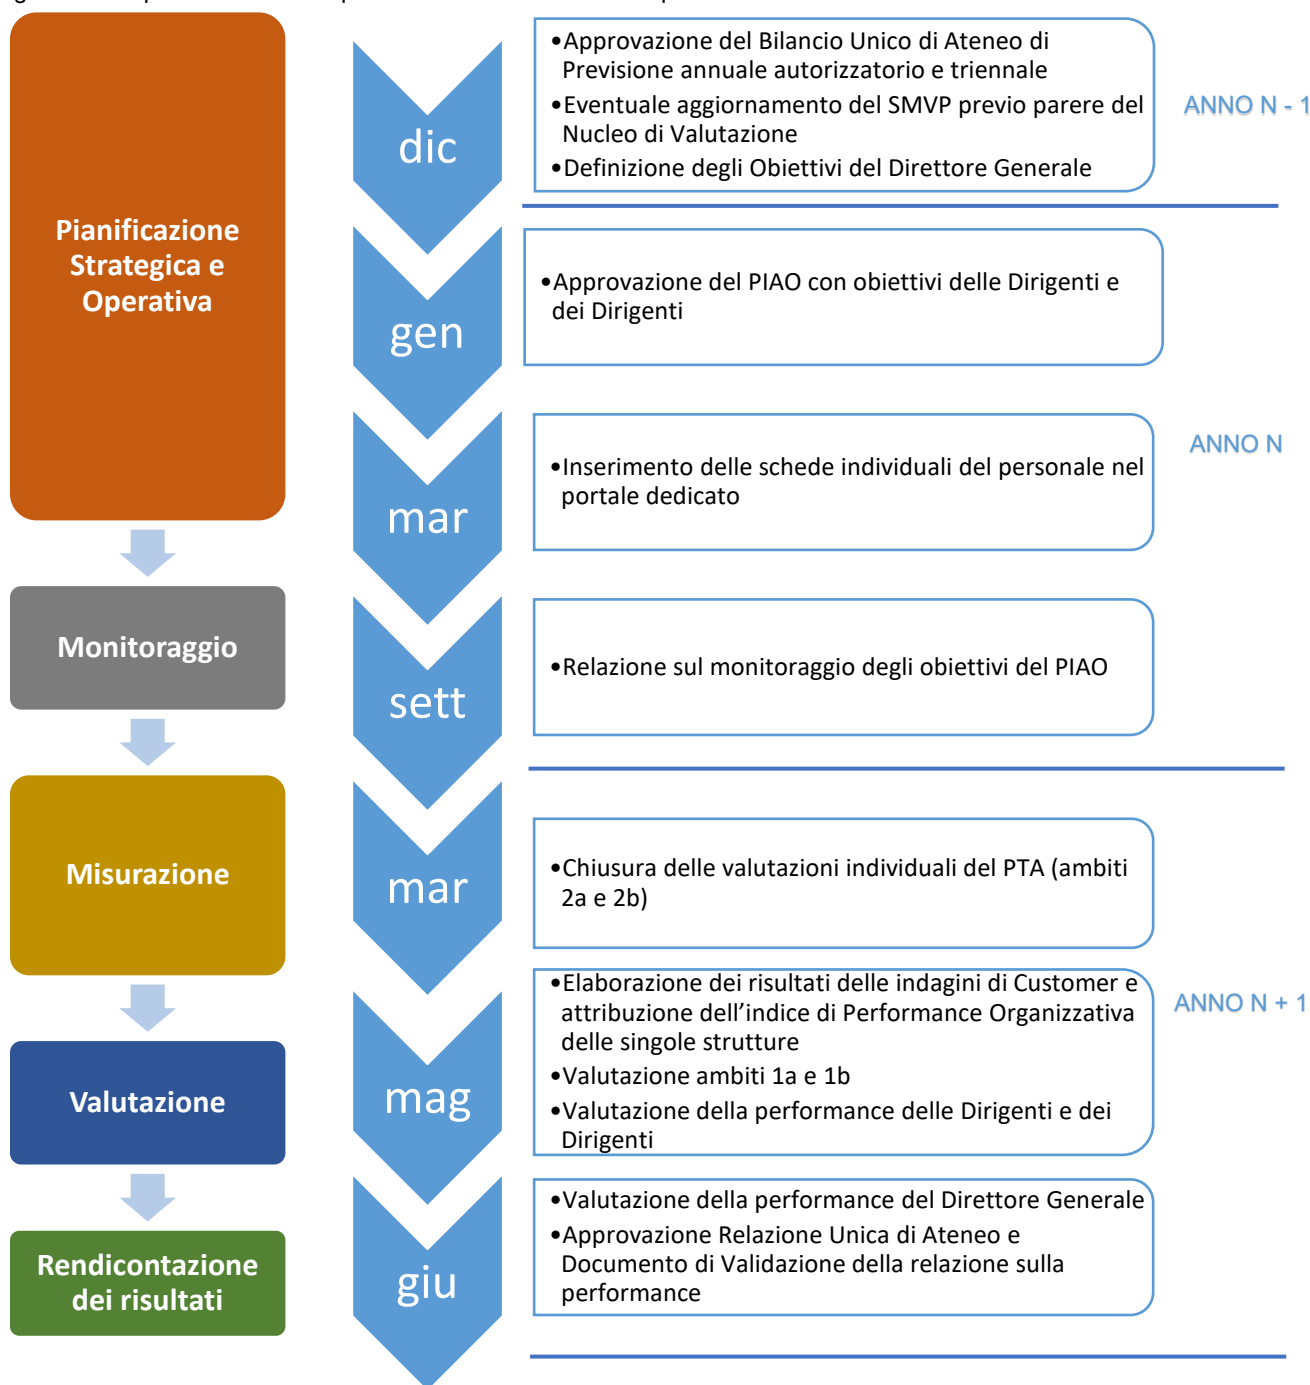 Pianificazione
Strategica e
Operativa
dic
•Approvazione del Bilancio Unico di Ateneo di
Previsione annuale autorizzatorio e triennale
•Eventuale aggiornamento del SMVP previo parere del
Nucleo di Valutazione
•Definizione degli Obiettivi del Direttore Generale
ANNO N - 1
gen
•Approvazione del PIAO con obiettivi delle Dirigenti e
dei Dirigenti
mar
•Inserimento delle schede individuali del personale nel
portale dedicato
ANNO N
Monitoraggio
sett
•Relazione sul monitoraggio degli obiettivi del PIAO
Misurazione
mar
•Chiusura delle valutazioni individuali del PTA (ambiti
2a e 2b)
Valutazione
mag
•Elaborazione dei risultati delle indagini di Customer e
attribuzione dell’indice di Performance Organizzativa
delle singole strutture
•Valutazione ambiti 1a e 1b
•Valutazione della performance delle Dirigenti e dei
Dirigenti
ANNO N + 1
Rendicontazione
dei risultati
giu
•Valutazione della performance del Direttore Generale
•Approvazione Relazione Unica di Ateneo e
Documento di Validazione della relazione sulla
performance